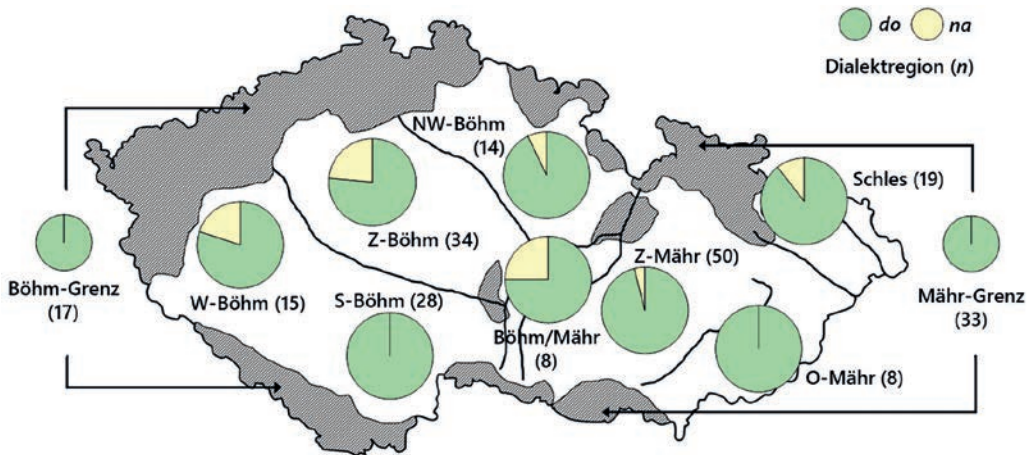 do na
Dialektregion (n)
NW-Böhm
(14)
Schles (19)
Z-Böhm (34)
Z-Mähr (50)
Böhm-Grenz
(17)
W-Böhm (15)
S-Böhm (28)
Böhm/Mähr
(8)
Mähr-Grenz
(33)
O-Mähr (8)